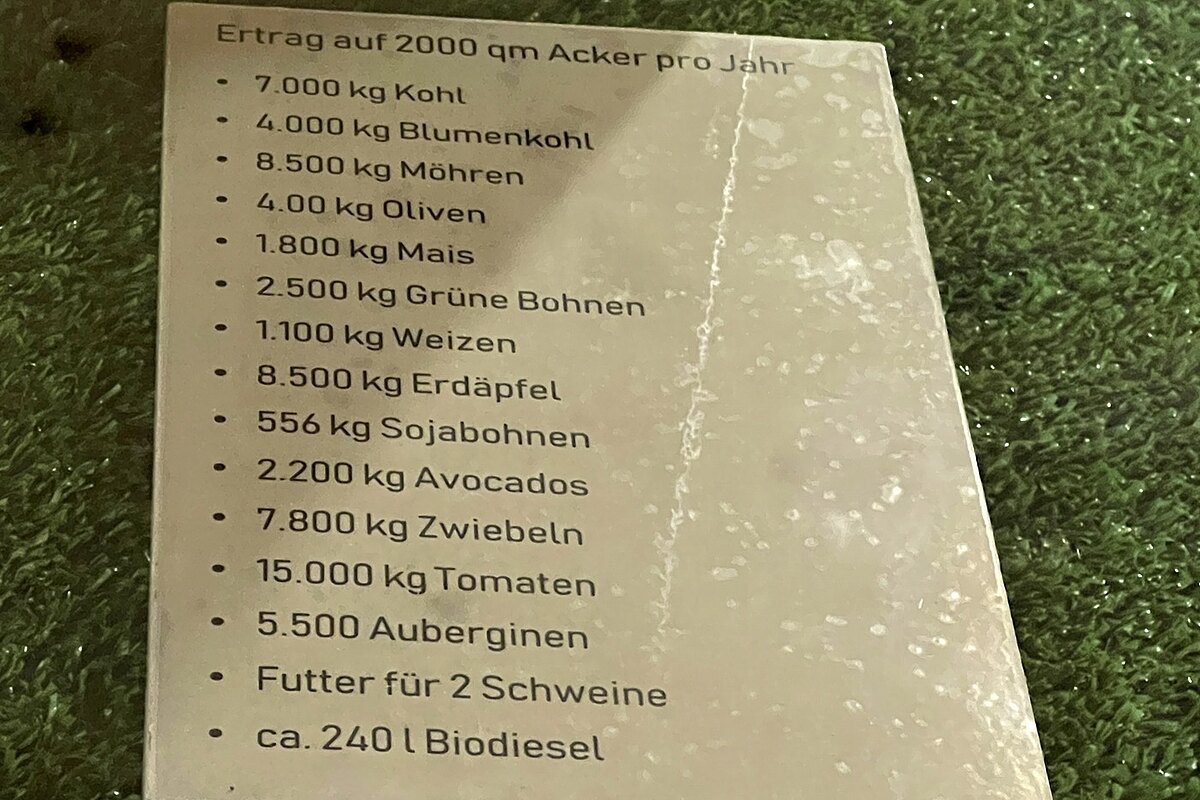 Ertrag auf 2000 qm Acker pro Jahr
• 7.000 kg Kohl
• 4.000 kg Blumenkohl
• 8.500 kg Möhren
• 4.00 kg Oliven
• 1.800 kg Mais
• 2.500 kg Grüne Bohnen
• 1.100 kg Weizen
• 8.500 kg Erdäpfel
• 556 kg Sojabohnen
• 2.200 kg Avocados
• 7.800 kg Zwiebeln
• 15.000 kg Tomaten
• 5.500 Auberginen
• Futter für 2 Schweine
• ca. 240 l Biodiesel